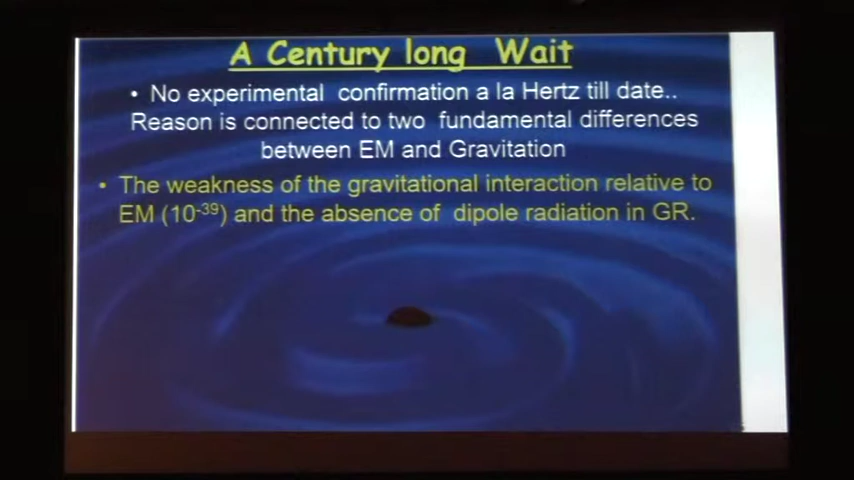 A Century long Wait
• No experimental confirmation a la Hertz till date..
Reason is connected to two fundamental differences
between EM and Gravitation
• The weakness of the gravitational interaction relative to
EM (10⁻³⁹) and the absence of dipole radiation in GR.